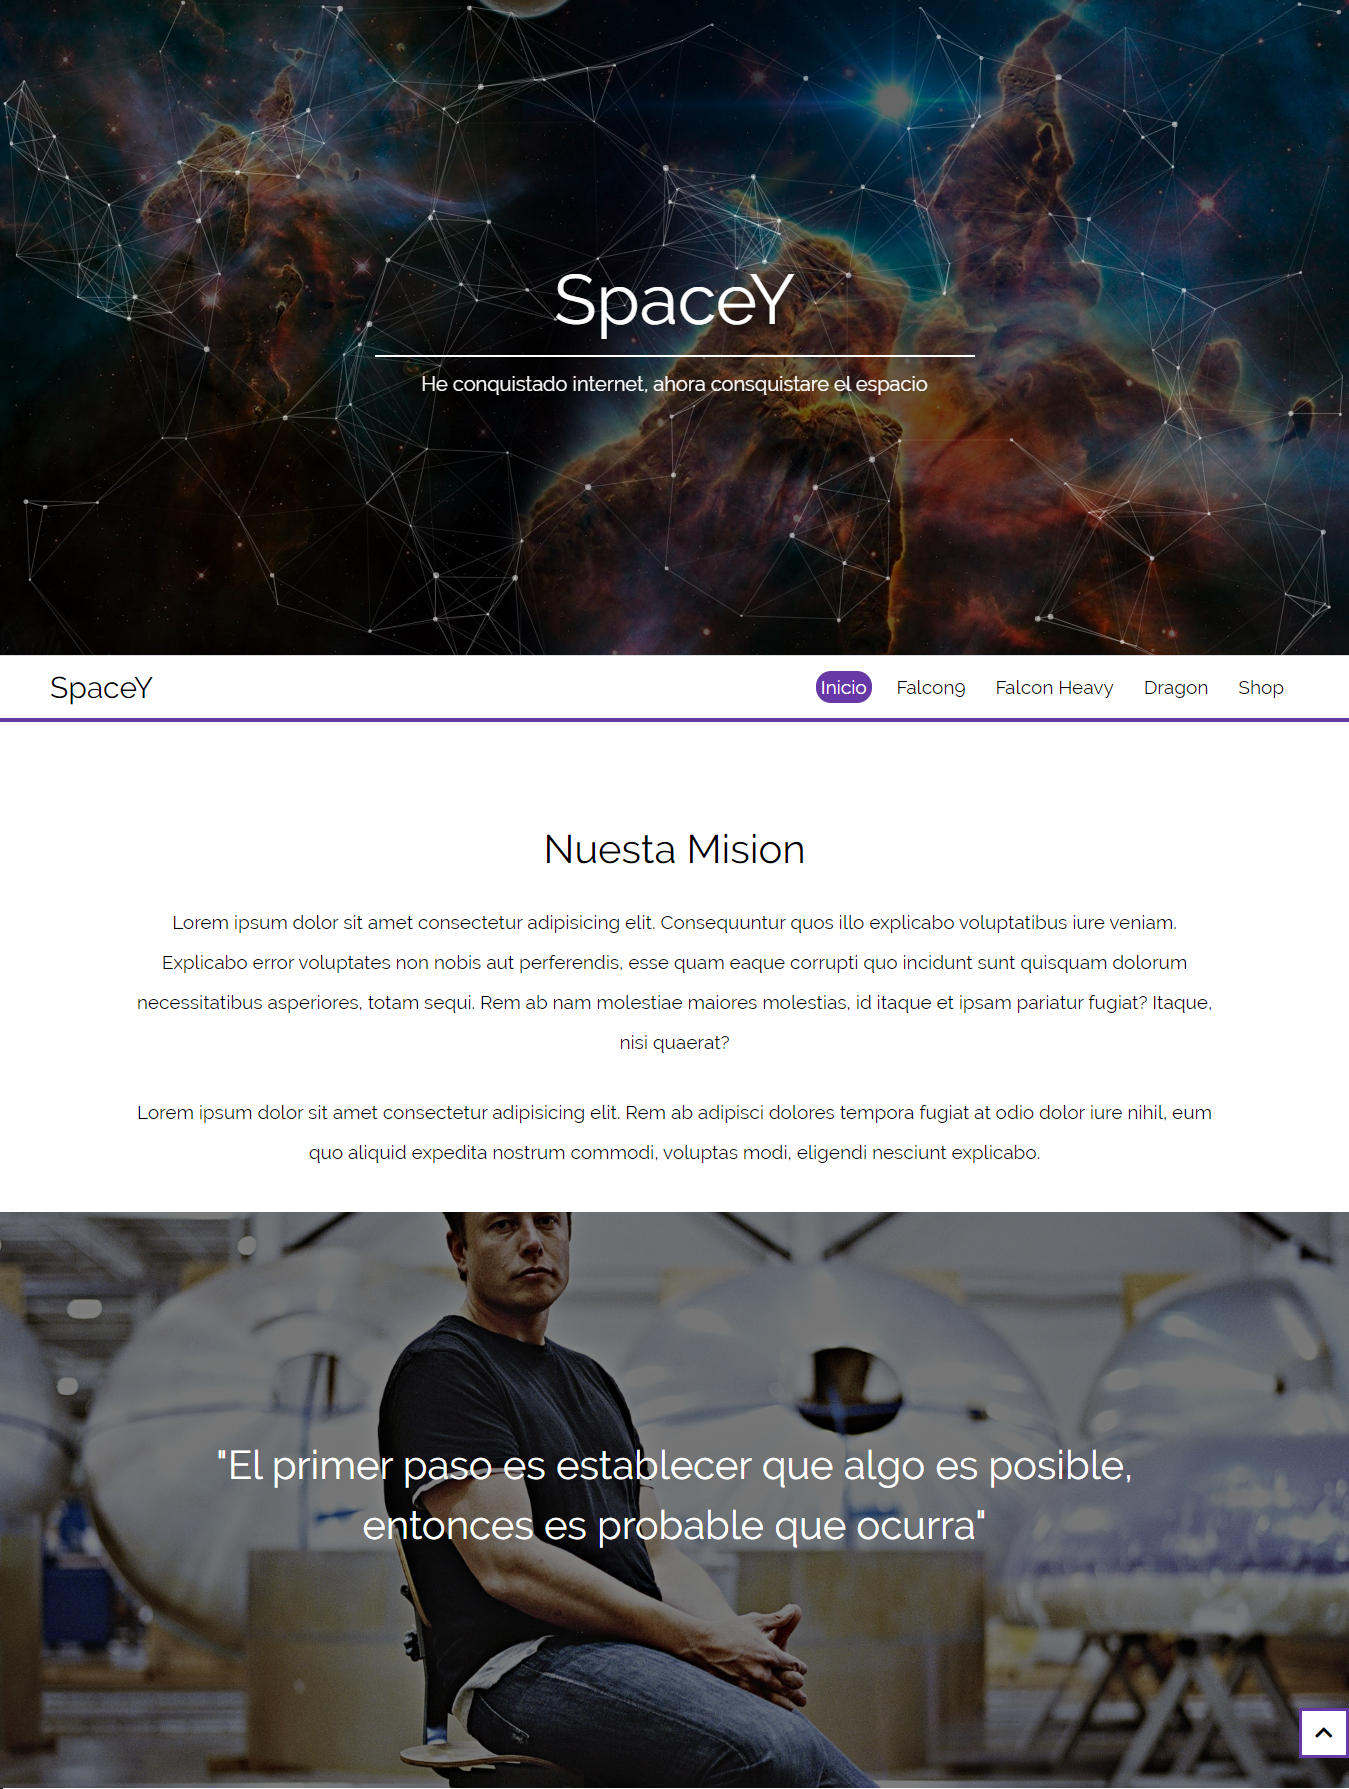 SpaceY
He conquistado internet, ahora consquistare el espacio
SpaceY
Inicio Falcon9 Falcon Heavy Dragon Shop
Nuesta Mision
Lorem ipsum dolor sit amet consectetur adipisicing elit. Consequuntur quos illo explicabo voluptatibus iure veniam.
Explicabo error voluptates non nobis aut perferendis, esse quam eaque corrupti quo incidunt sunt quisquam dolorum
necessitatibus asperiores, totam sequi. Rem ab nam molestiae maiores molestias, id itaque et ipsam pariatur fugiat? Itaque,
nisi quaerat?
Lorem ipsum dolor sit amet consectetur adipisicing elit. Rem ab adipisci dolores tempora fugiat at odio dolor iure nihil, eum
quo aliquid expedita nostrum commodi, voluptas modi, eligendi nesciunt explicabo.
"El primer paso es establecer que algo es posible,
entonces es probable que ocurra"